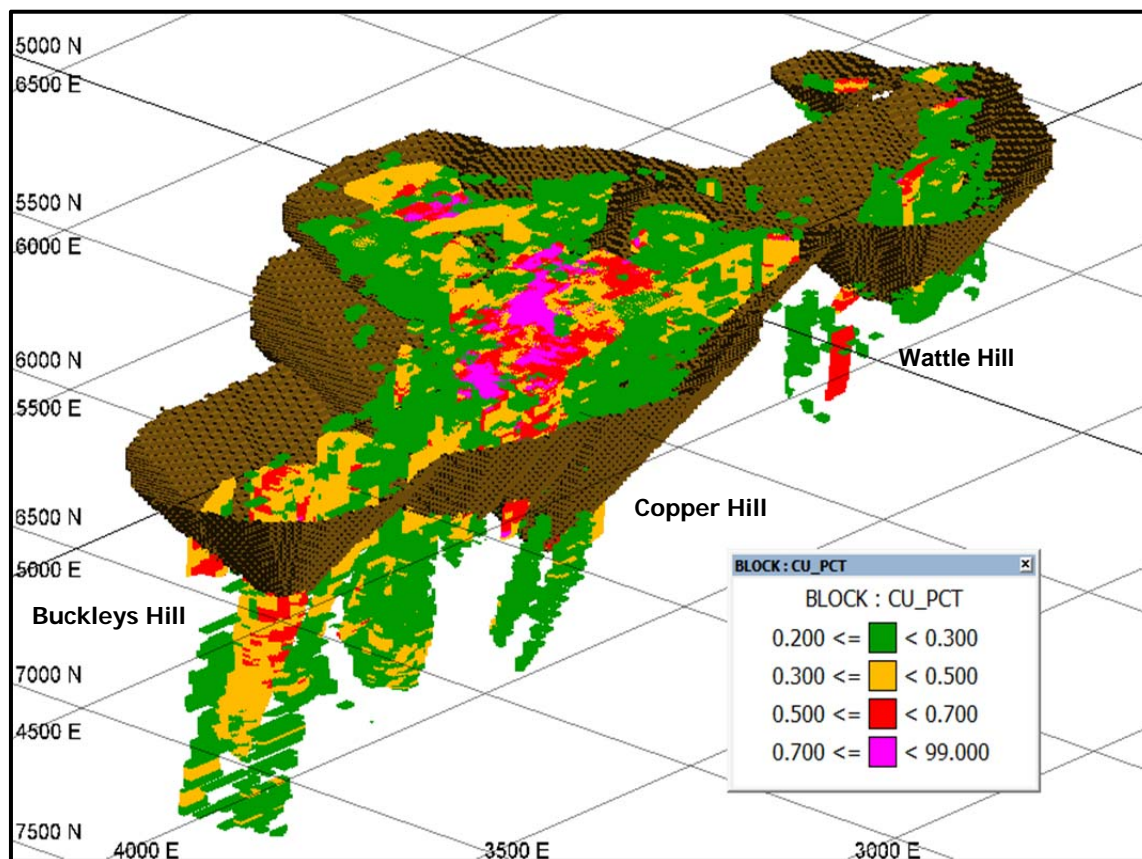 5000 N
6500 E
5500 N
6000 E
6000 N
5500 E
6500 N
5000 E
7000 N
4500 E
7500 N
4000 E
3500 E
3000 E
Wattle Hill
Copper Hill
Buckleys Hill
BLOCK : CU_PCT x
BLOCK : CU_PCT
0.200 <= < 0.300
0.300 <= < 0.500
0.500 <= < 0.700
0.700 <= < 99.000